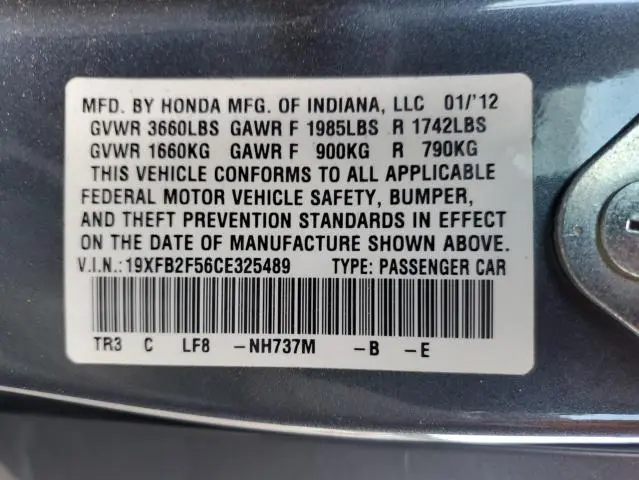 MFD. BY HONDA MFG. OF INDIANA, LLC 01/'12
GVWR 3660LBS GAWR F 1985LBS R 1742LBS
GVWR 1660KG GAWR F 900KG R 790KG
THIS VEHICLE CONFORMS TO ALL APPLICABLE
FEDERAL MOTOR VEHICLE SAFETY, BUMPER,
AND THEFT PREVENTION STANDARDS IN EFFECT
ON THE DATE OF MANUFACTURE SHOWN ABOVE.
V.I.N.:19XFB2F56CE325489 TYPE: PASSENGER CAR
TR3 C LF8 -NH737M -B -E